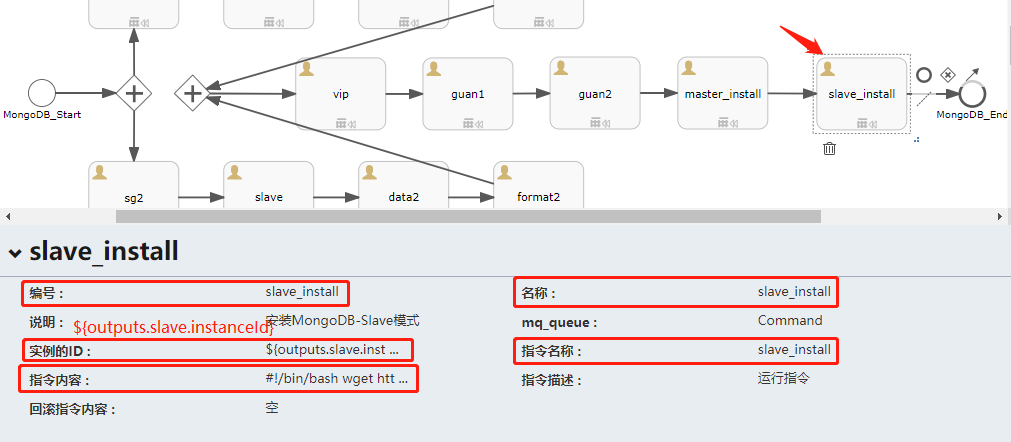 vip
guan1
guan2
master_install
slave_install
MongoDB_Start
MongoDB_End
sg2
slave
data2
format2
slave_install
编号： slave_install
名称： slave_install
说明： 安装MongoDB-Slave模式
${outputs.slave.instanceId}
mq_queue： Command
实例的ID： ${outputs.slave.inst ...
指令名称： slave_install
指令内容： #!/bin/bash wget htt ...
指令描述： 运行指令
回滚指令内容： 空